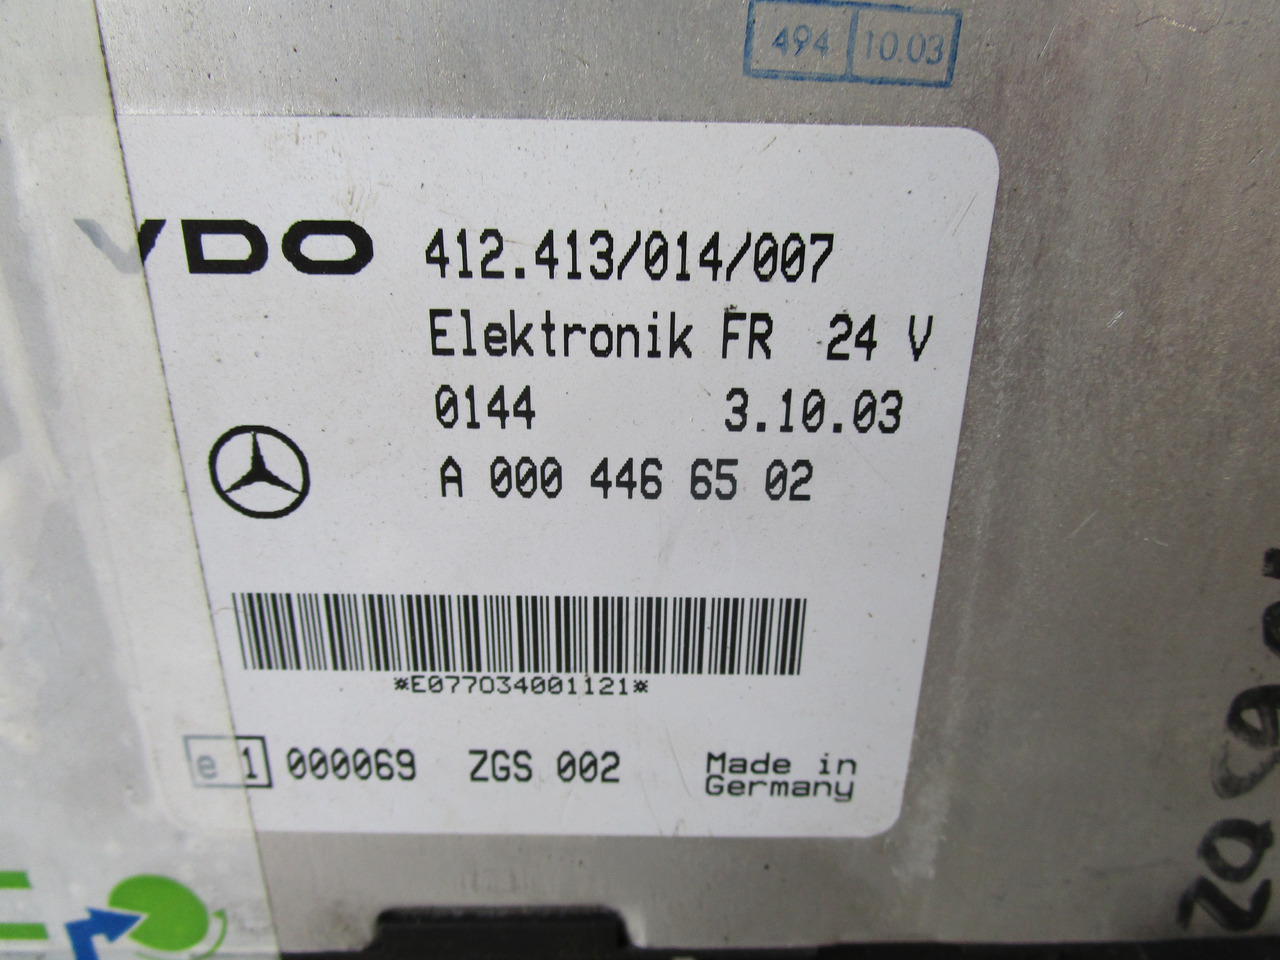 494 10.03
VDO 412.413/014/007
Elektronik FR 24 V
0144 3.10.03
A 000 446 65 02
*E077034001121*
e 1 000069 ZGS 002 Made in
Germany